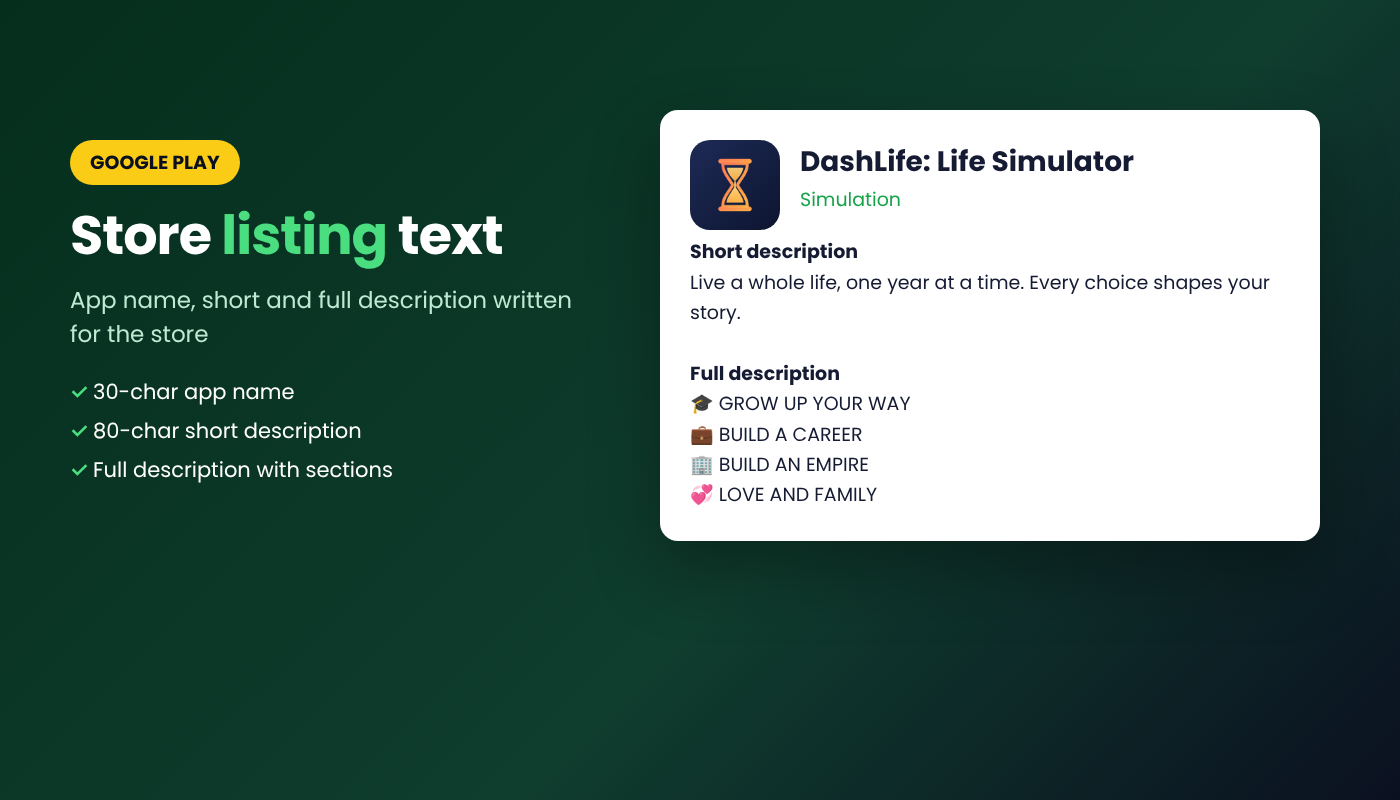 GOOGLE PLAY
Store listing text
App name, short and full description written
for the store
✓ 30-char app name
✓ 80-char short description
✓ Full description with sections
DashLife: Life Simulator
Simulation
Short description
Live a whole life, one year at a time. Every choice shapes your
story.
Full description
🎓 GROW UP YOUR WAY
💼 BUILD A CAREER
🏢 BUILD AN EMPIRE
💞 LOVE AND FAMILY